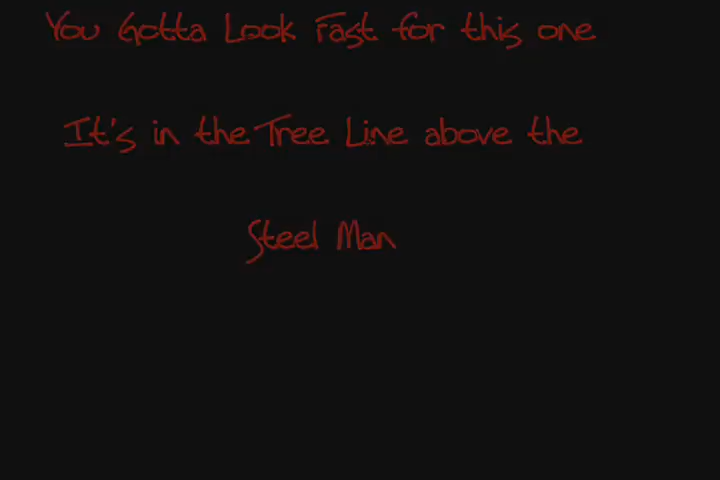 You Gotta Look Fast for this one
It's in the Tree Line above the
Steel Man